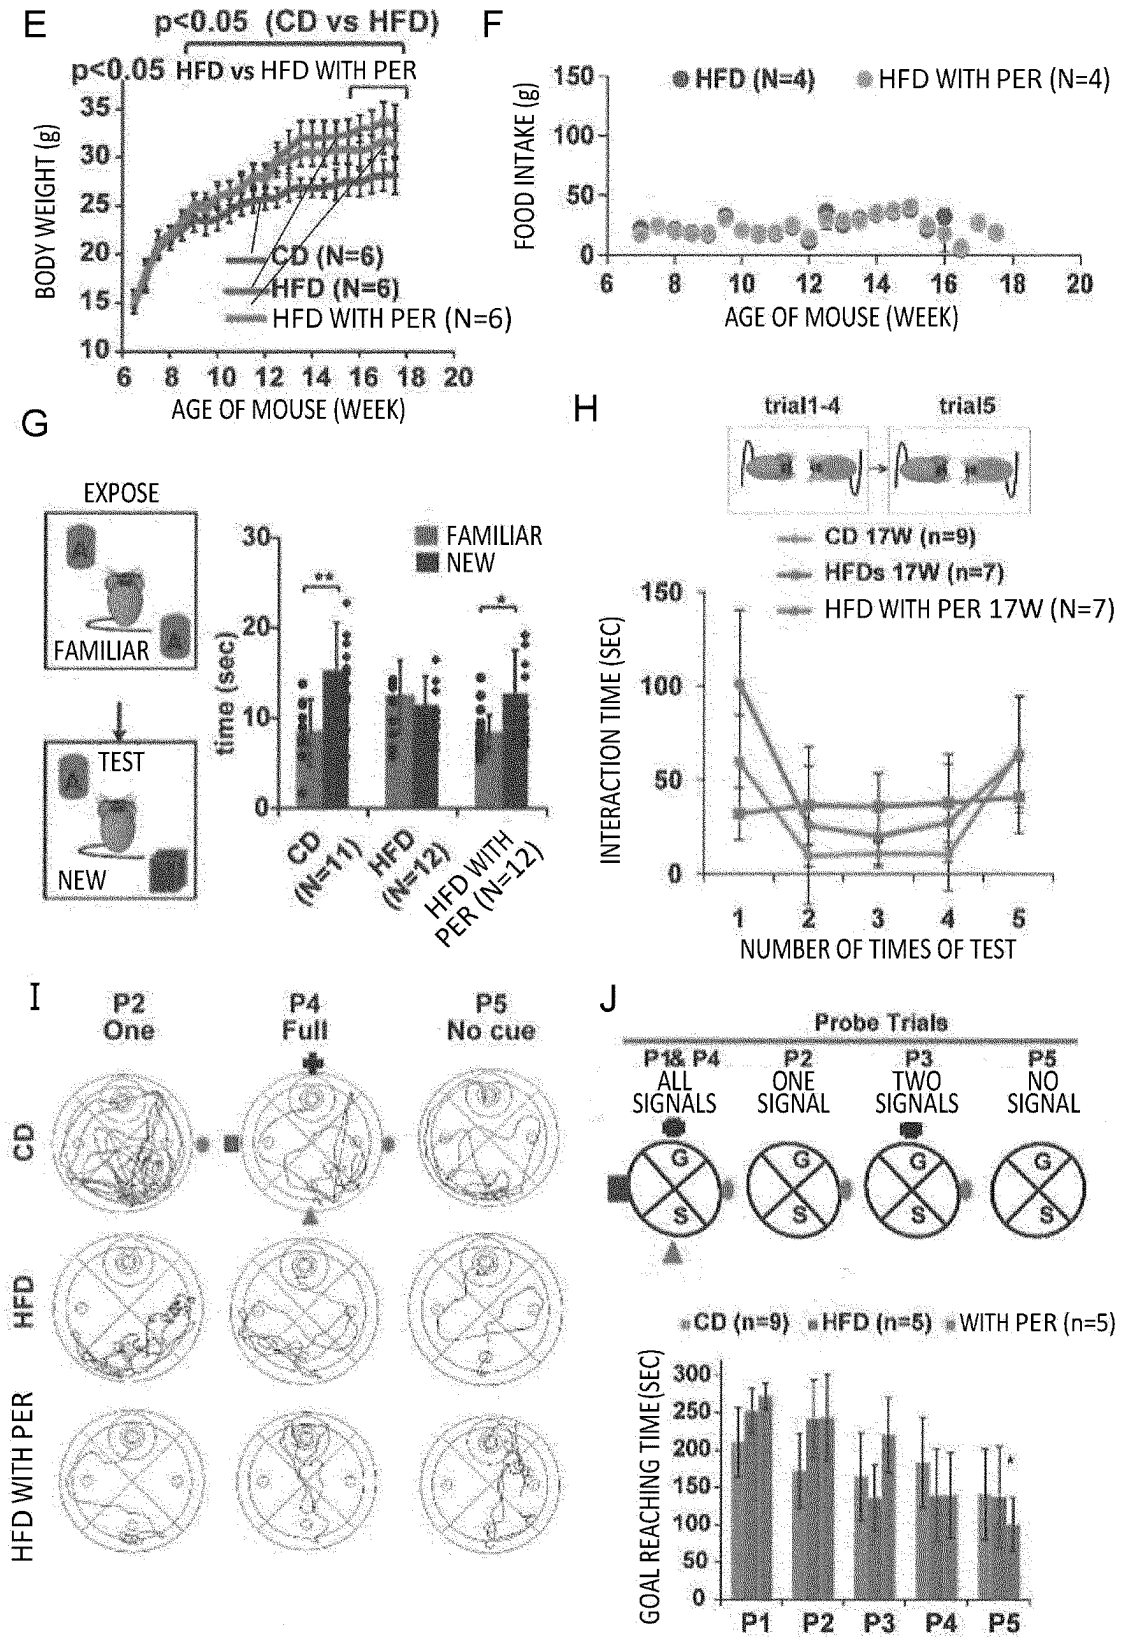 E
p<0.05 (CD vs HFD)
p<0.05 HFD vs HFD WITH PER
BODY WEIGHT (g)
35
30
25
20
15
10
CD (N=6)
HFD (N=6)
HFD WITH PER (N=6)
6 8 10 12 14 16 18 20
AGE OF MOUSE (WEEK)
F
FOOD INTAKE (g)
150
100
50
0
HFD (N=4) HFD WITH PER (N=4)
6 8 10 12 14 16 18 20
AGE OF MOUSE (WEEK)
G
EXPOSE
A
A
FAMILIAR
TEST
A
NEW
time (sec)
30
20
10
0
FAMILIAR
NEW
**
*
CD
(N=11)
HFD
(N=12)
HFD WITH
PER (N=12)
H
trial1-4 trial5
CD 17W (n=9)
HFDs 17W (n=7)
HFD WITH PER 17W (N=7)
INTERACTION TIME (SEC)
150
100
50
0
1 2 3 4 5
NUMBER OF TIMES OF TEST
I
P2 P4 P5
One Full No cue
CD
HFD
HFD WITH PER
J
Probe Trials
P1& P4 P2 P3 P5
ALL ONE TWO NO
SIGNALS SIGNAL SIGNALS SIGNAL
G G G
S S S
CD (n=9) HFD (n=5) WITH PER (n=5)
GOAL REACHING TIME(SEC)
300
250
200
150
100
50
0
*
P1 P2 P3 P4 P5